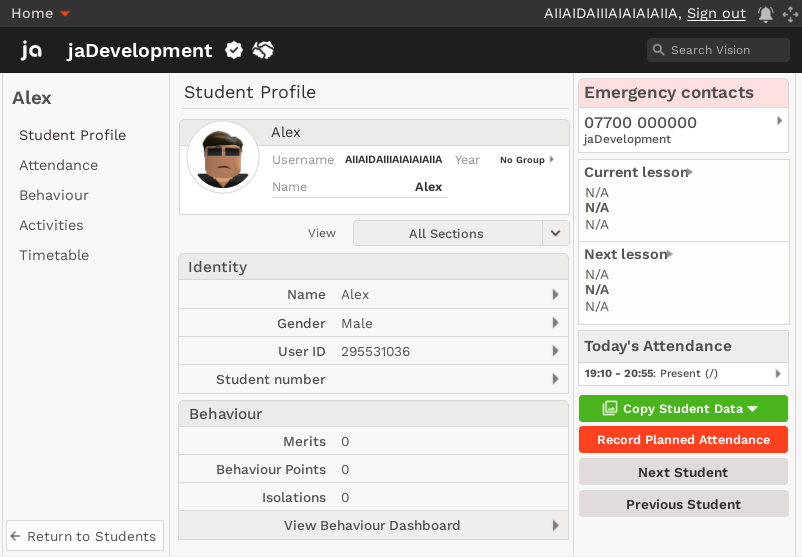 Home
AIIAIDAIIIAIAIAIAIIA, Sign out
ja jaDevelopment
Search Vision
Alex
Student Profile
Attendance
Behaviour
Activities
Timetable
Return to Students
Student Profile
Alex
Username AIIAIDAIIIAIAIAIAIIA Year No Group
Name Alex
View All Sections
Identity
Name Alex
Gender Male
User ID 295531036
Student number
Behaviour
Merits 0
Behaviour Points 0
Isolations 0
View Behaviour Dashboard
Emergency contacts
07700 000000
jaDevelopment
Current lesson
N/A
N/A
N/A
Next lesson
N/A
N/A
N/A
Today's Attendance
19:10 - 20:55: Present (/)
Copy Student Data
Record Planned Attendance
Next Student
Previous Student